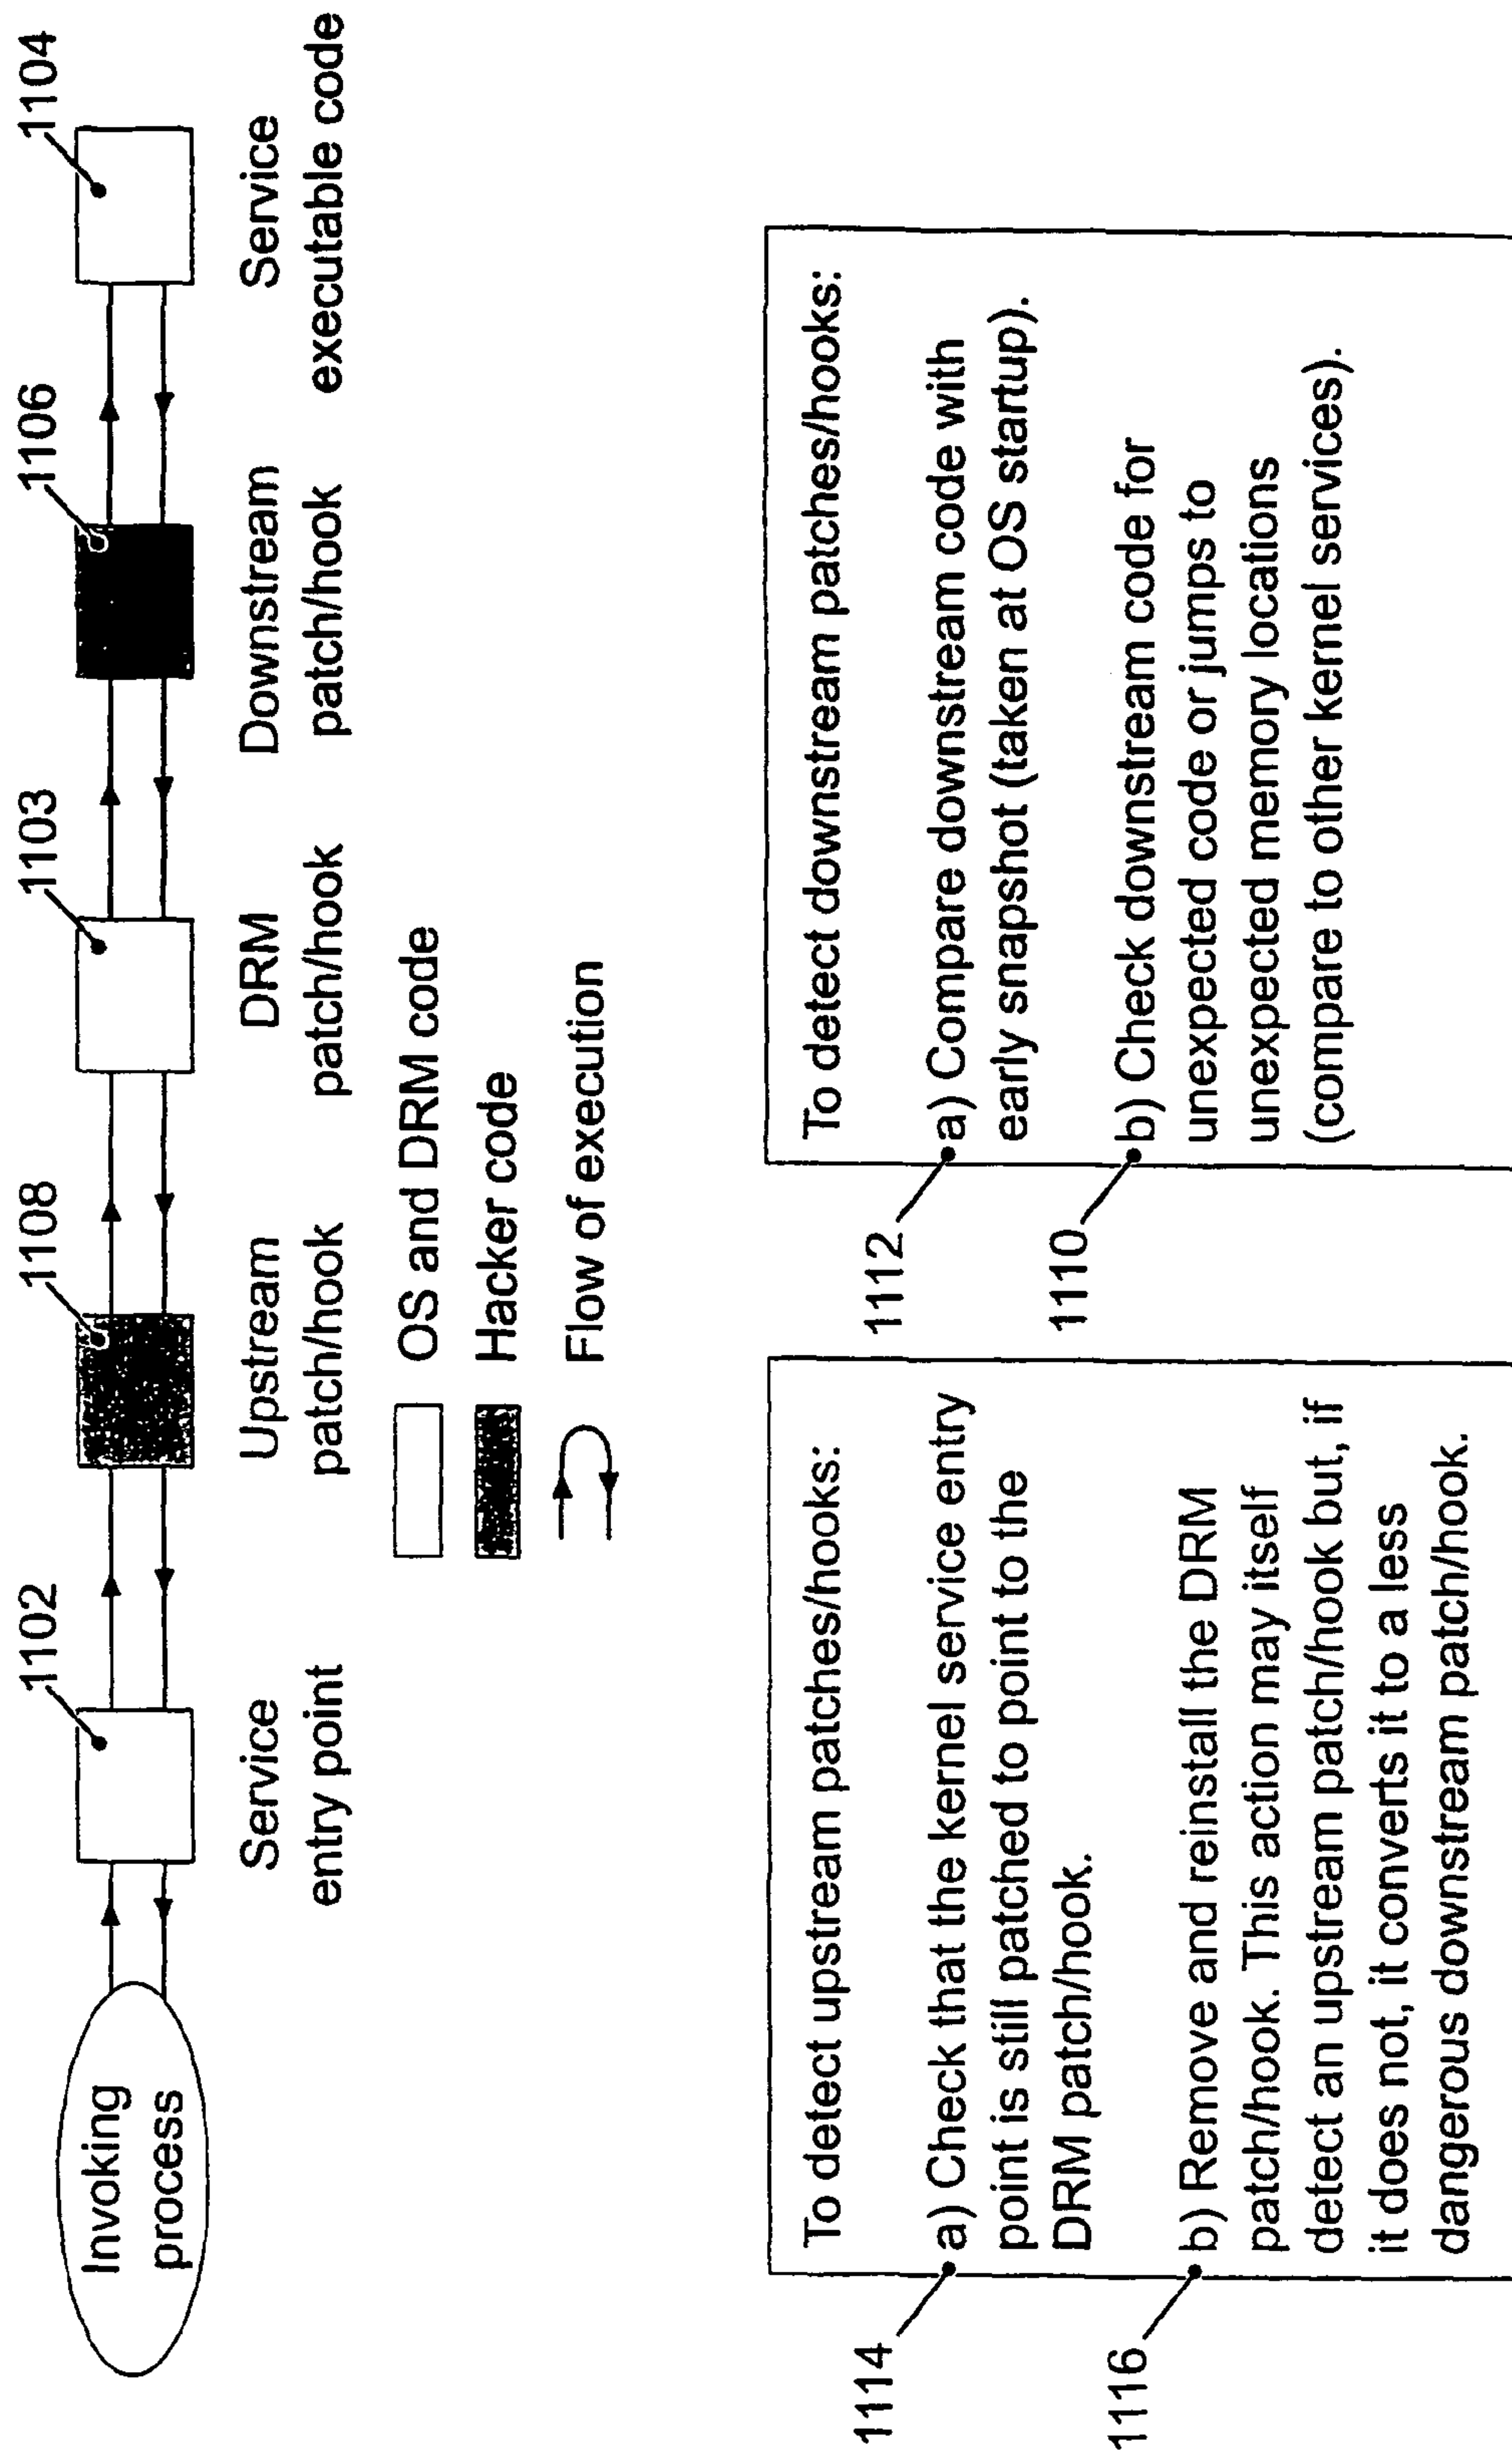 1102
1108
1103
1106
1104
Invoking
process
Service
entry point
Upstream
patch/hook
DRM
patch/hook
Downstream
patch/hook
Service
executable code
OS and DRM code
Hacker code
Flow of execution
1114
1116
To detect upstream patches/hooks:
a) Check that the kernel service entry
point is still patched to point to the
DRM patch/hook.
b) Remove and reinstall the DRM
patch/hook. This action may itself
detect an upstream patch/hook but, if
it does not, it converts it to a less
dangerous downstream patch/hook.
1112
1110
To detect downstream patches/hooks:
a) Compare downstream code with
early snapshot (taken at OS startup).
b) Check downstream code for
unexpected code or jumps to
unexpected memory locations
(compare to other kernel services).